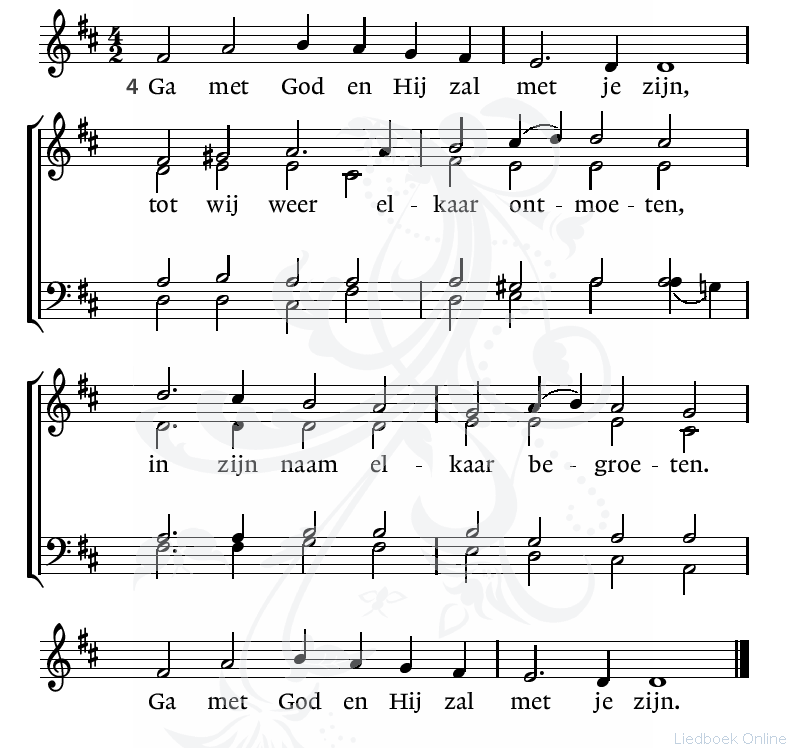 4 Ga met God en Hij zal met je zijn,
tot wij weer el - kaar ont - moe - ten,
in zijn naam el - kaar be - groe - ten.
Ga met God en Hij zal met je zijn.
Liedboek Online